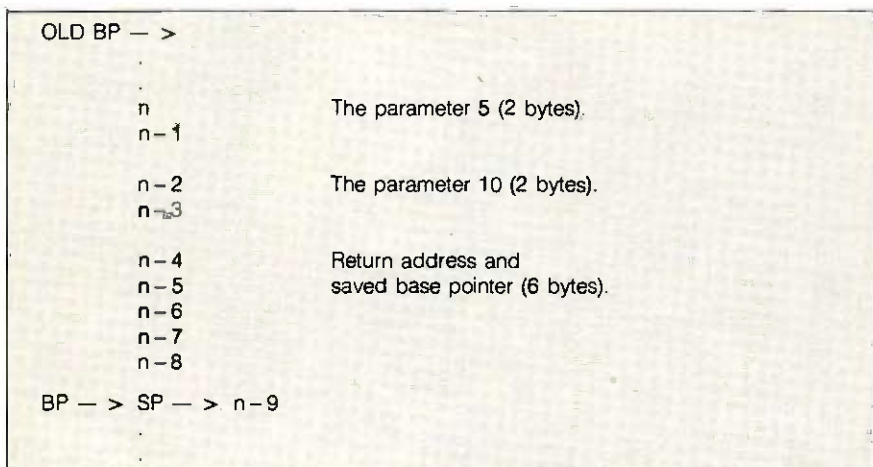 OLD BP — >
.
.
n The parameter 5 (2 bytes).
n-1
n-2 The parameter 10 (2 bytes).
n-3
n-4 Return address and
n-5 saved base pointer (6 bytes).
n-6
n-7
n-8
BP — > SP — > n-9
.
.